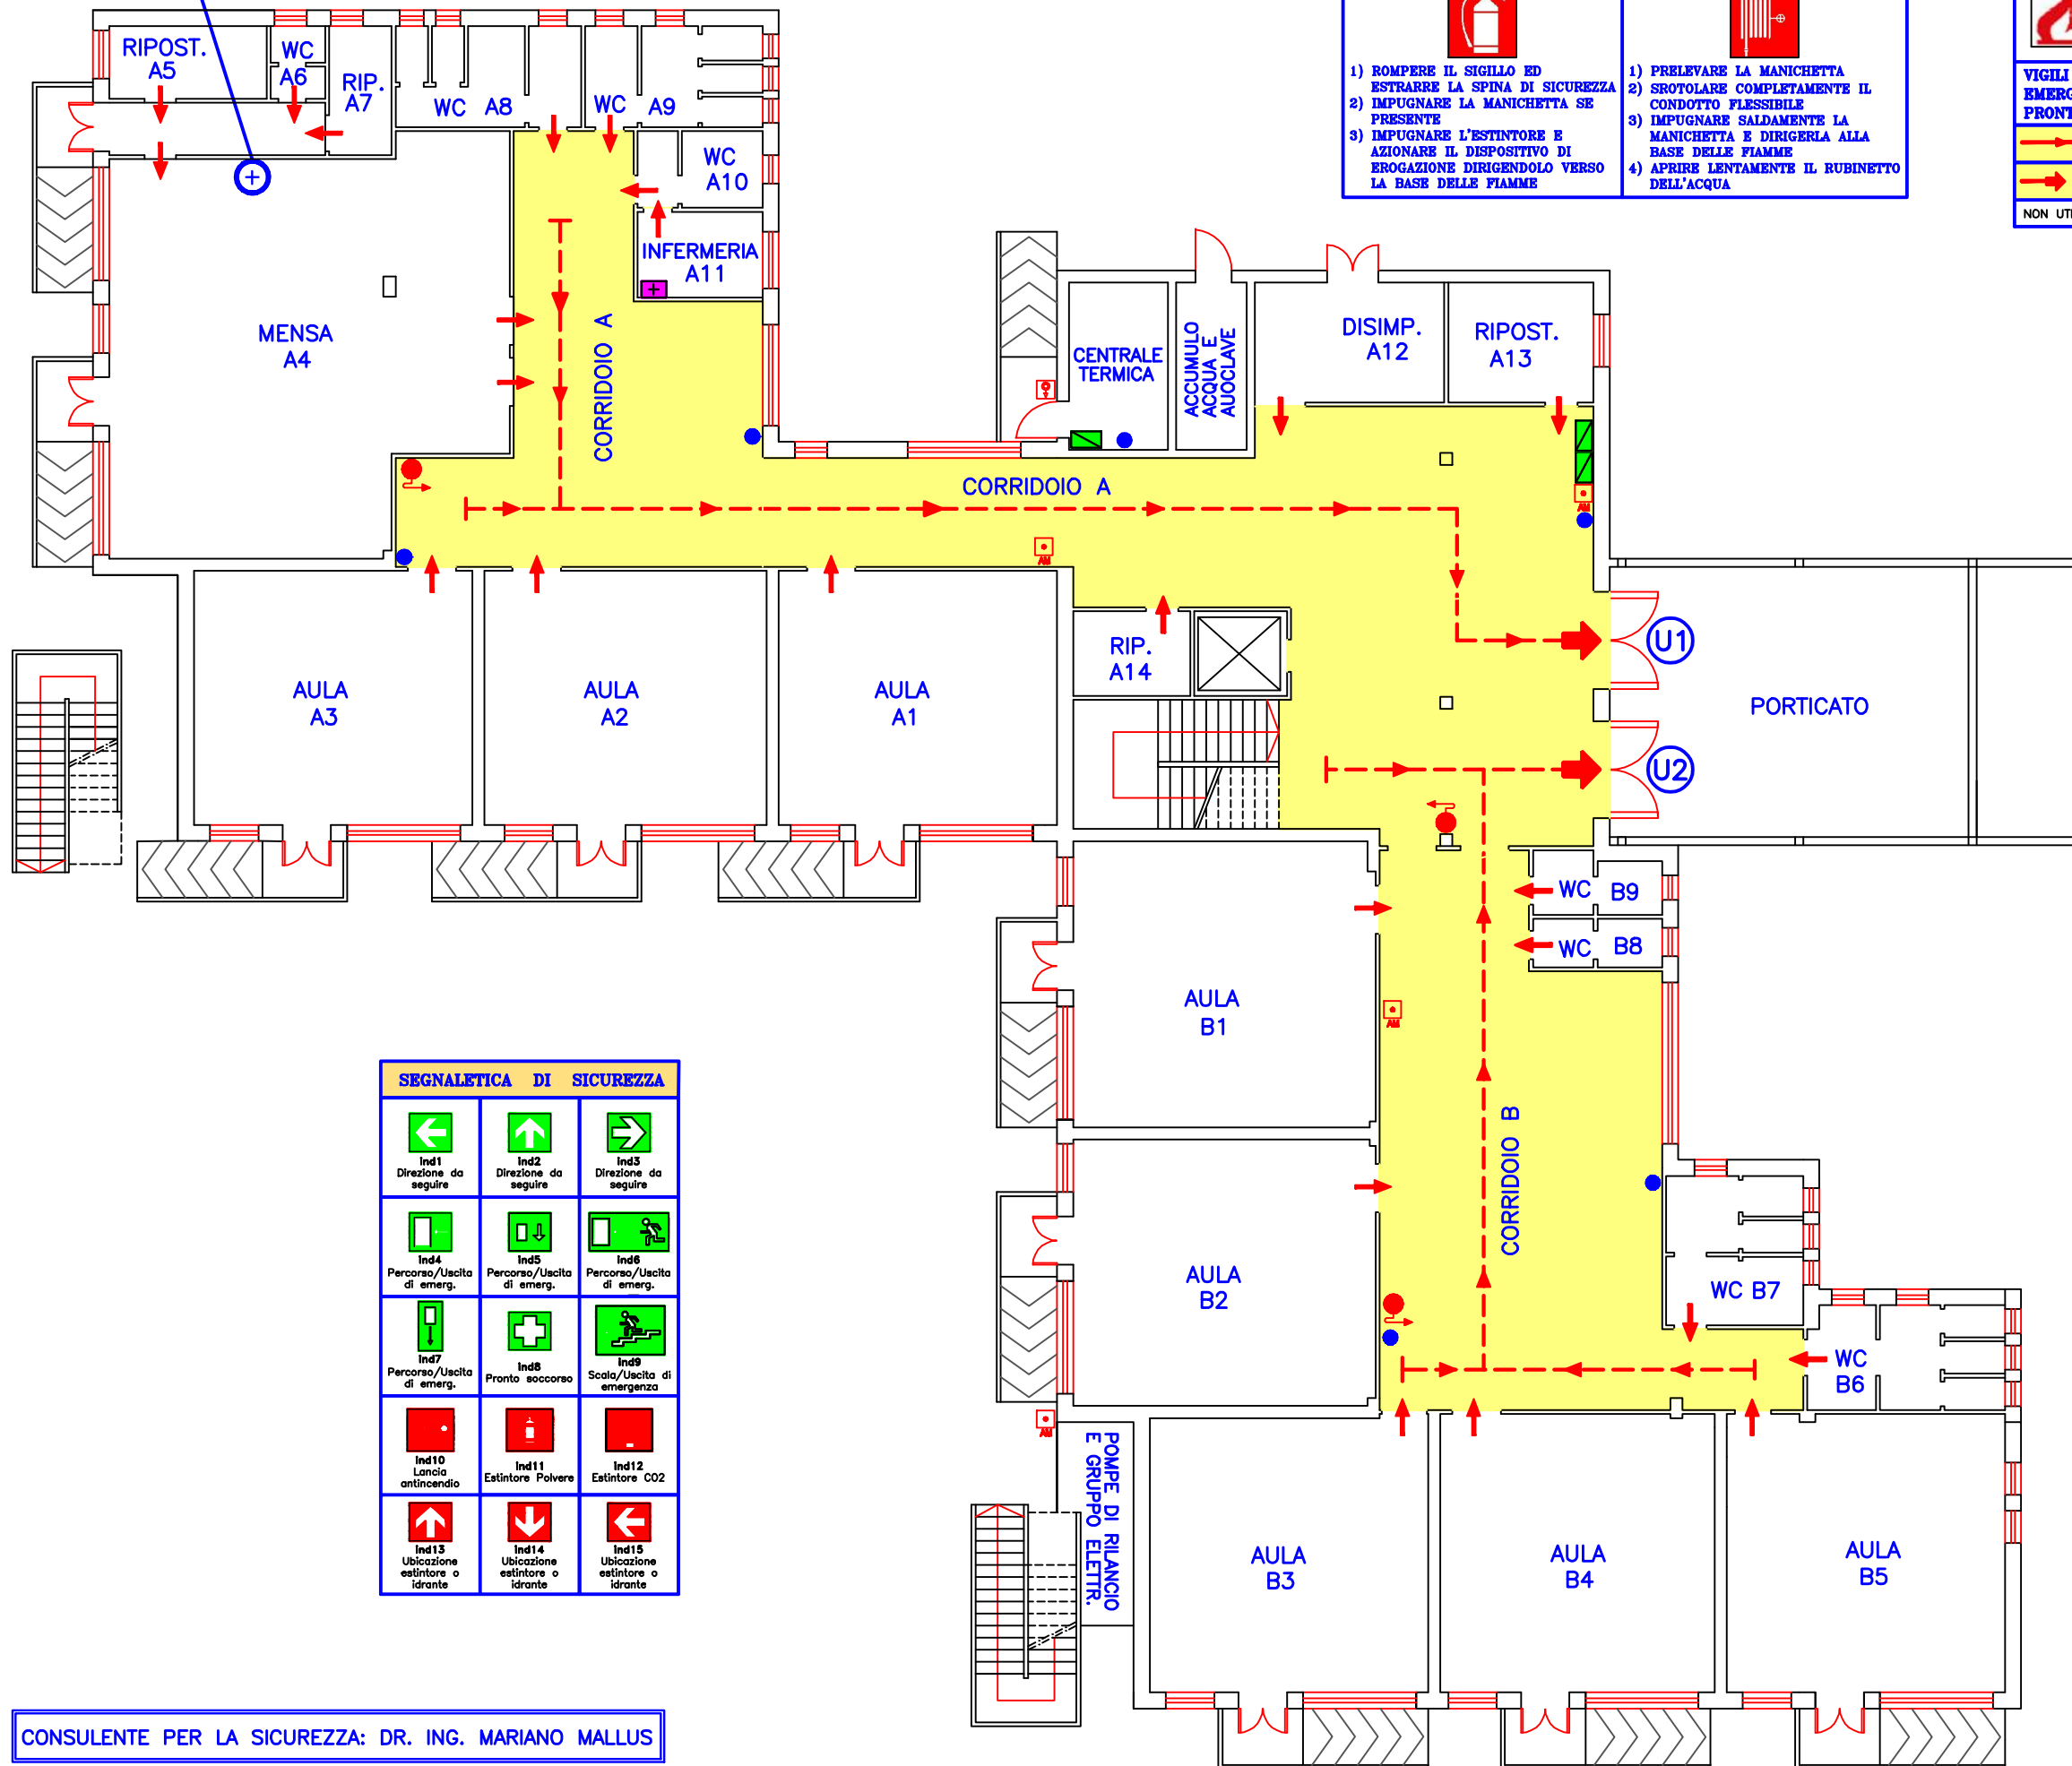 1) ROMPERE IL SIGILLO ED
ESTRARRE LA SPINA DI SICUREZZA
2) IMPUGNARE LA MANICHETTA SE
PRESENTE
3) IMPUGNARE L'ESTINTORE E
AZIONARE IL DISPOSITIVO DI
EROGAZIONE DIRIGENDOLO VERSO
LA BASE DELLE FIAMME
1) PRELEVARE LA MANICHETTA
2) SROTOLARE COMPLETAMENTE IL
CONDOTTO FLESSIBILE
3) IMPUGNARE SALDAMENTE LA
MANICHETTA E DIRIGERLA ALLA
BASE DELLE FIAMME
4) APRIRE LENTAMENTE IL RUBINETTO
DELL'ACQUA
VIGILI
EMERG
PRONT
NON UT
RIPOST.
A5
WC
A6
RIP.
A7
WC A8
WC A9
WC
A10
INFERMERIA
A11
MENSA
A4
CORRIDOIO A
CORRIDOIO A
CENTRALE
TERMICA
ACCUMULO
ACQUA E
AUOCLAVE
DISIMP.
A12
RIPOST.
A13
AM
AM
RIP.
A14
U1
U2
PORTICATO
AULA
A3
AULA
A2
AULA
A1
WC B9
WC B8
AULA
B1
AM
CORRIDOIO B
AULA
B2
WC B7
WC
B6
AM
POMPE DI RILANCIO
E GRUPPO ELETTR.
AULA
B3
AULA
B4
AULA
B5
SEGNALETICA DI SICUREZZA
Ind1
Direzione da
seguire
Ind2
Direzione da
seguire
Ind3
Direzione da
seguire
Ind4
Percorso/Uscita
di emerg.
Ind5
Percorso/Uscita
di emerg.
Ind6
Percorso/Uscita
di emerg.
Ind7
Percorso/Uscita
di emerg.
Ind8
Pronto soccorso
Ind9
Scala/Uscita di
emergenza
Ind10
Lancia
antincendio
Ind11
Estintore Polvere
Ind12
Estintore CO2
Ind13
Ubicazione
estintore o
idrante
Ind14
Ubicazione
estintore o
idrante
Ind15
Ubicazione
estintore o
idrante
CONSULENTE PER LA SICUREZZA: DR. ING. MARIANO MALLUS